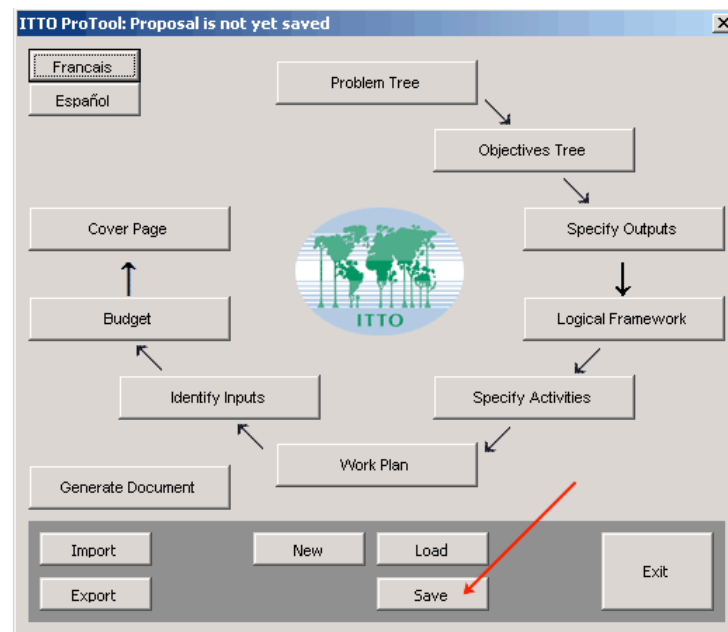 ITTO ProTool: Proposal is not yet saved
Francais
Español
Problem Tree
Objectives Tree
Cover Page
Specify Outputs
ITTO
Budget
Logical Framework
Identify Inputs
Specify Activities
Work Plan
Generate Document
Import
New
Load
Exit
Export
Save